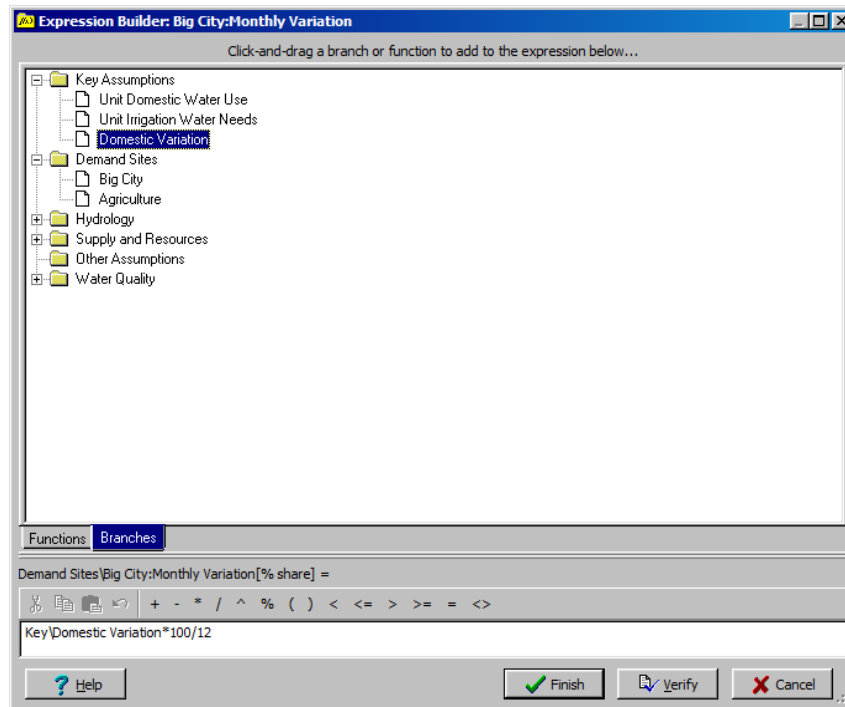 Expression Builder: Big City:Monthly Variation
Click-and-drag a branch or function to add to the expression below...
Key Assumptions
Unit Domestic Water Use
Unit Irrigation Water Needs
Domestic Variation
Demand Sites
Big City
Agriculture
Hydrology
Supply and Resources
Other Assumptions
Water Quality
Functions Branches
Demand Sites\Big City:Monthly Variation[% share] =
+ - * / ^ % ( ) < <= > >= = <>
Key\Domestic Variation*100/12
? Help Finish Verify Cancel